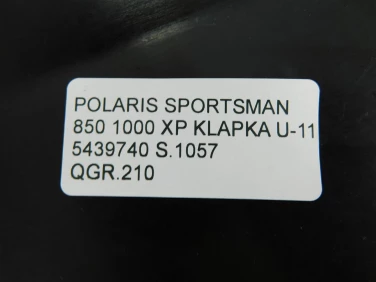 POLARIS SPORTSMAN
850 1000 XP KLAPKA U-11
5439740 S.1057
QGR.210